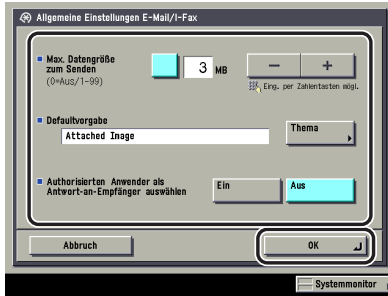 Allgemeine Einstellungen E-Mail/I-Fax
Max. Datengröße
zum Senden
(0=Aus/1-99)
3 MB
− +
Eing. per Zahlentasten mögl.
Defaultvorgabe
Attached Image
Thema
Authorisierten Anwender als
Antwort-an-Empfänger auswählen
Ein
Aus
Abbruch
OK
Systemmonitor